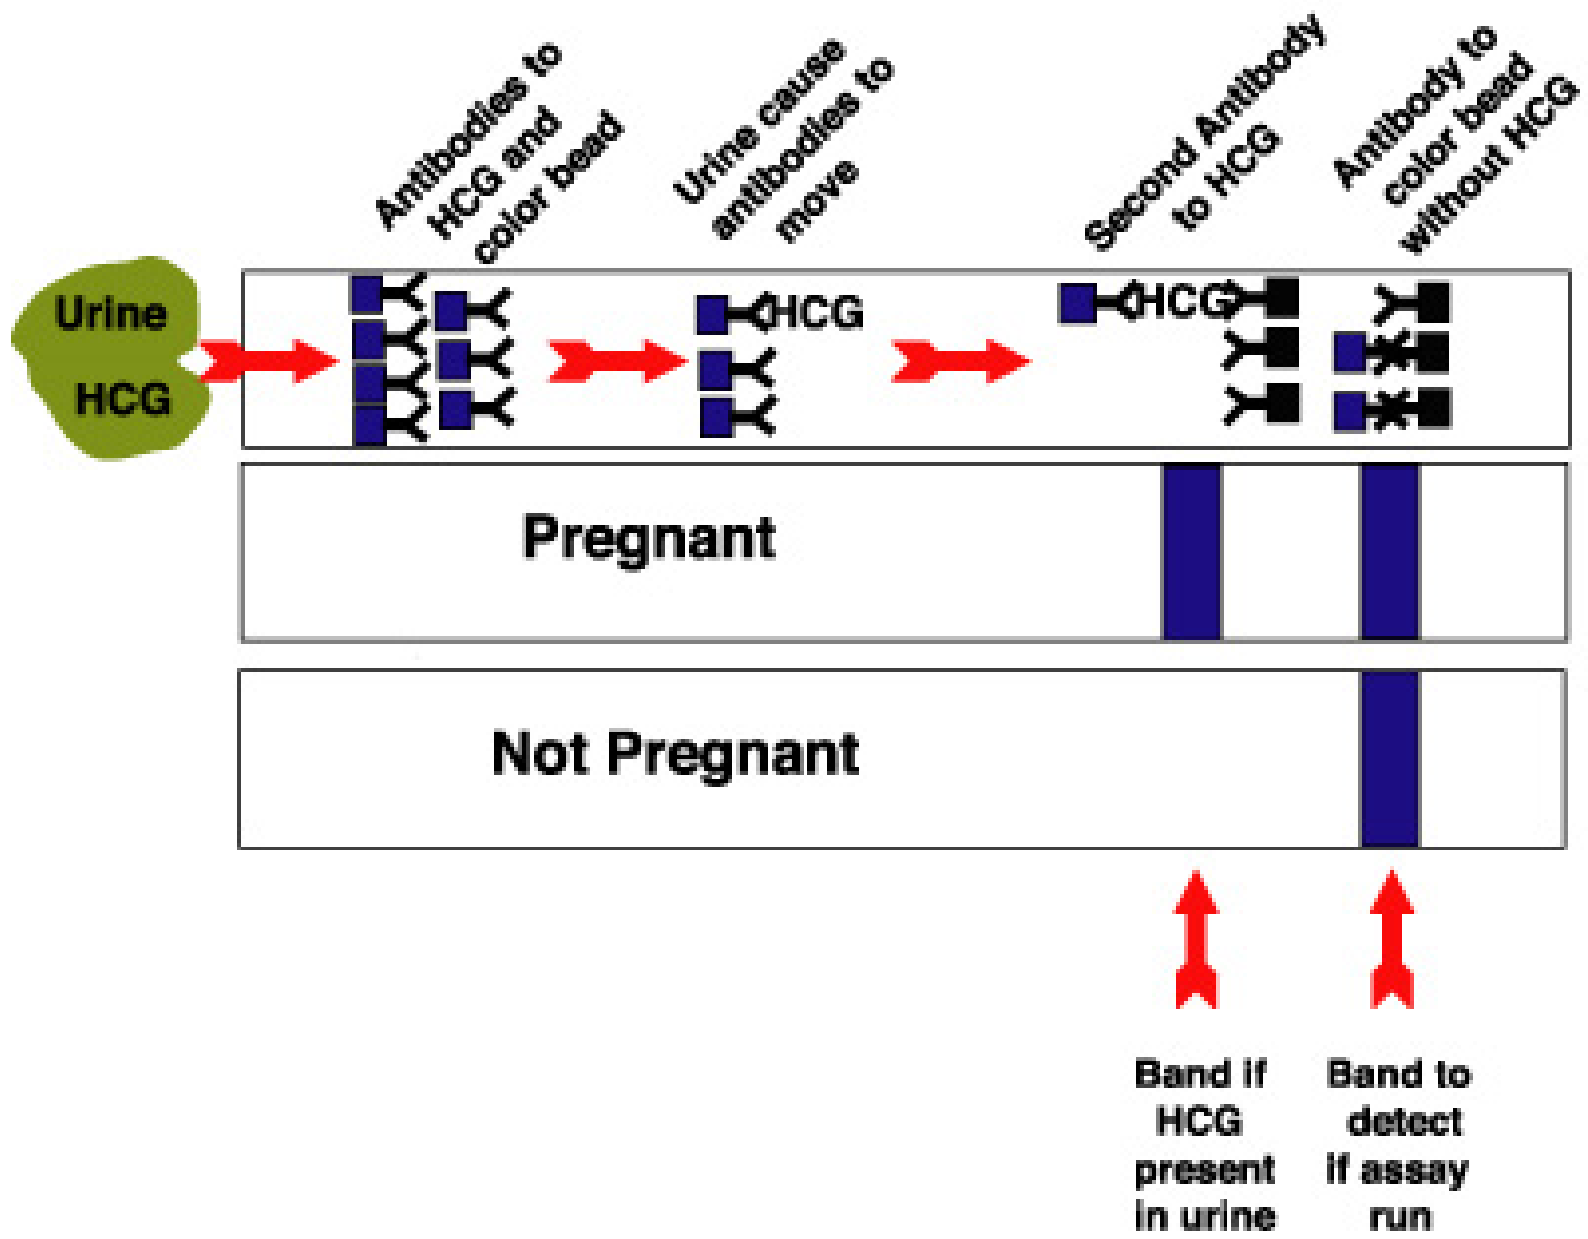 Antibodies to
HCG and
color bead
Urine cause
antibodies to
move
Second Antibody
to HCG
Antibody to
color bead
without HCG
Urine
HCG
HCG
HCG
Pregnant
Not Pregnant
Band if
HCG
present
in urine
Band to
detect
if assay
run